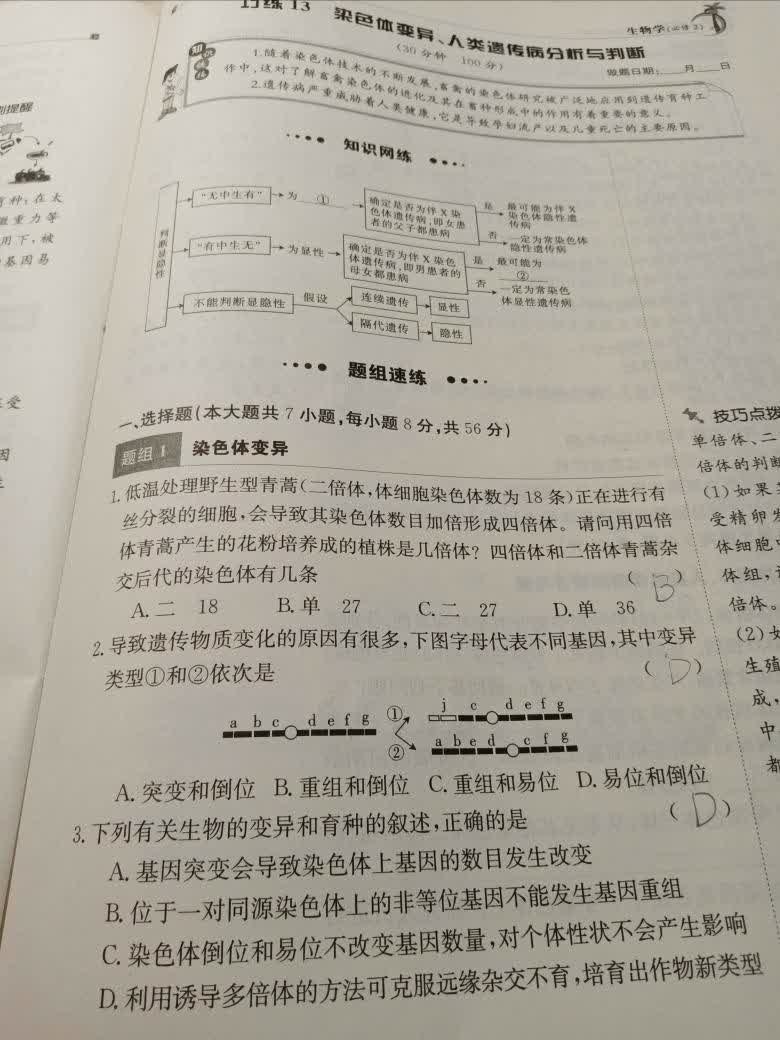 巧练 13 染色体变异、人类遗传病分析与判断
生物学(必修2)
(30分钟 100分)
做题日期: 月 日
1.随着染色体技术的不断发展,畜禽的染色体研究被广泛地应用到遗传育种工
作中,这对了解畜禽染色体的进化及其在畜种形成中的作用有着重要的意义。
2.遗传病严重威胁着人类健康,它是导致孕妇流产以及儿童死亡的主要原因。
知识网练
判断显隐性
“无中生有” 为 ①
确定是否为伴X染
色体遗传病,即女患
者的父子都患病
是 最可能为伴X
染色体隐性遗
传病
否 一定为常染色体
隐性遗传病
“有中生无” 为显性
确定是否为伴X染色
体遗传病,即男患者的
母女都患病
是 最可能为
②
否 一定为常染色
体显性遗传病
不能判断显隐性 假设
连续遗传 显性
隔代遗传 隐性
题组速练
一、选择题(本大题共7小题,每小题8分,共56分)
题组1 染色体变异
1.低温处理野生型青蒿(二倍体,体细胞染色体数为18条)正在进行有
丝分裂的细胞,会导致其染色体数目加倍形成四倍体。请问用四倍
体青蒿产生的花粉培养成的植株是几倍体?四倍体和二倍体青蒿杂
交后代的染色体有几条 ( B )
A.二 18 B.单 27 C.二 27 D.单 36
2.导致遗传物质变化的原因有很多,下图字母代表不同基因,其中变异
类型①和②依次是 ( D )
a b c d e f g
① j c d e f g
② a b e d c f g
A.突变和倒位 B.重组和倒位 C.重组和易位 D.易位和倒位
3.下列有关生物的变异和育种的叙述,正确的是 ( D )
A.基因突变会导致染色体上基因的数目发生改变
B.位于一对同源染色体上的非等位基因不能发生基因重组
C.染色体倒位和易位不改变基因数量,对个体性状不会产生影响
D.利用诱导多倍体的方法可克服远缘杂交不育,培育出作物新类型
技巧点拨
单倍体、二
倍体的判断
(1)如果
受精卵发
体细胞中
体组,
倍体。
(2)如
生殖
成,
中
都
提醒
育种:在太
微重力等
用下,被
基因易
受
因